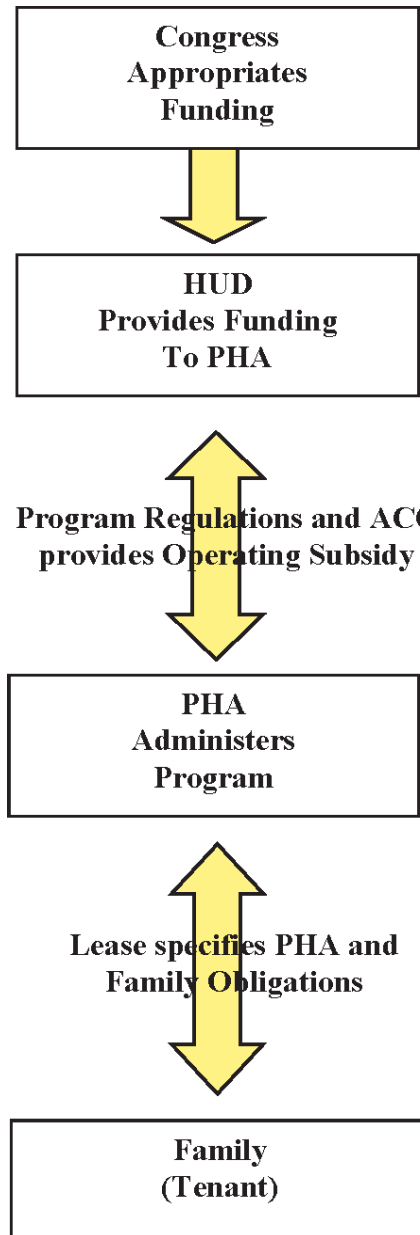 Congress
Appropriates
Funding
HUD
Provides Funding
To PHA
Program Regulations and AC
provides Operating Subsidy
PHA
Administers
Program
Lease specifies PHA and
Family Obligations
Family
(Tenant)